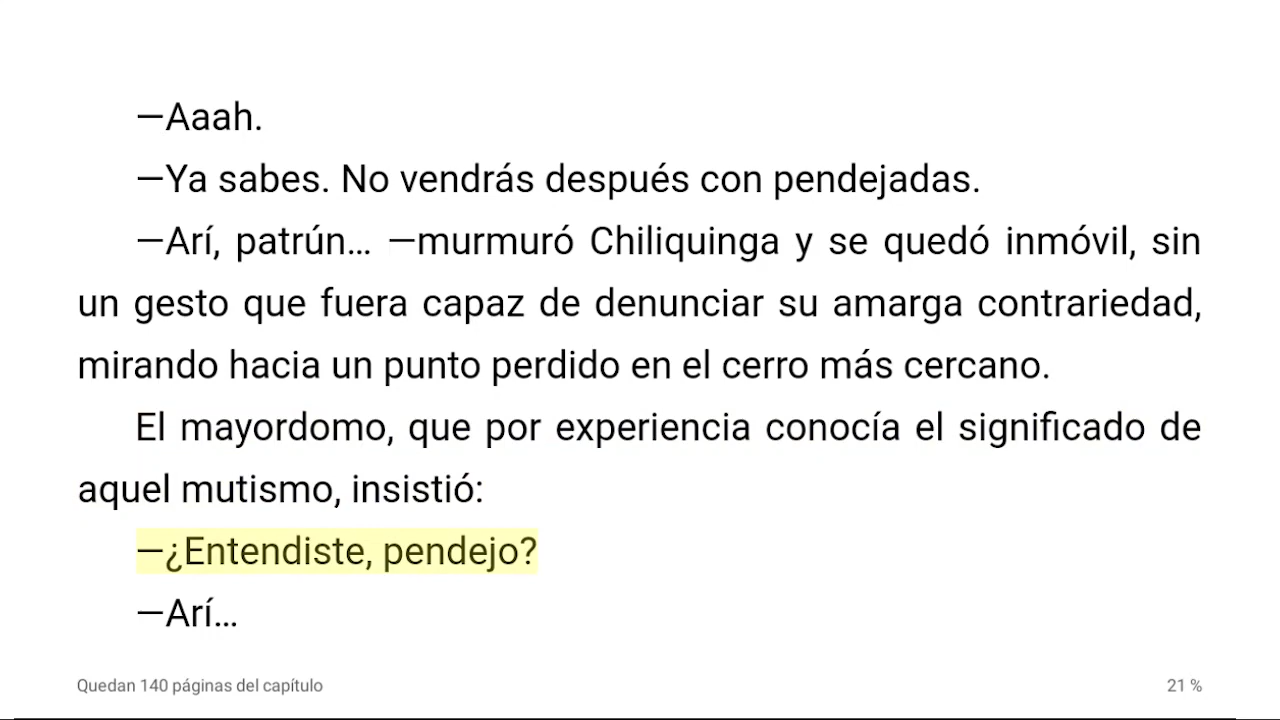 —Aaah.
—Ya sabes. No vendrás después con pendejadas.
—Arí, patrún… —murmuró Chiliquinga y se quedó inmóvil, sin
un gesto que fuera capaz de denunciar su amarga contrariedad,
mirando hacia un punto perdido en el cerro más cercano.
El mayordomo, que por experiencia conocía el significado de
aquel mutismo, insistió:
—¿Entendiste, pendejo?
—Arí…
Quedan 140 páginas del capítulo
21 %